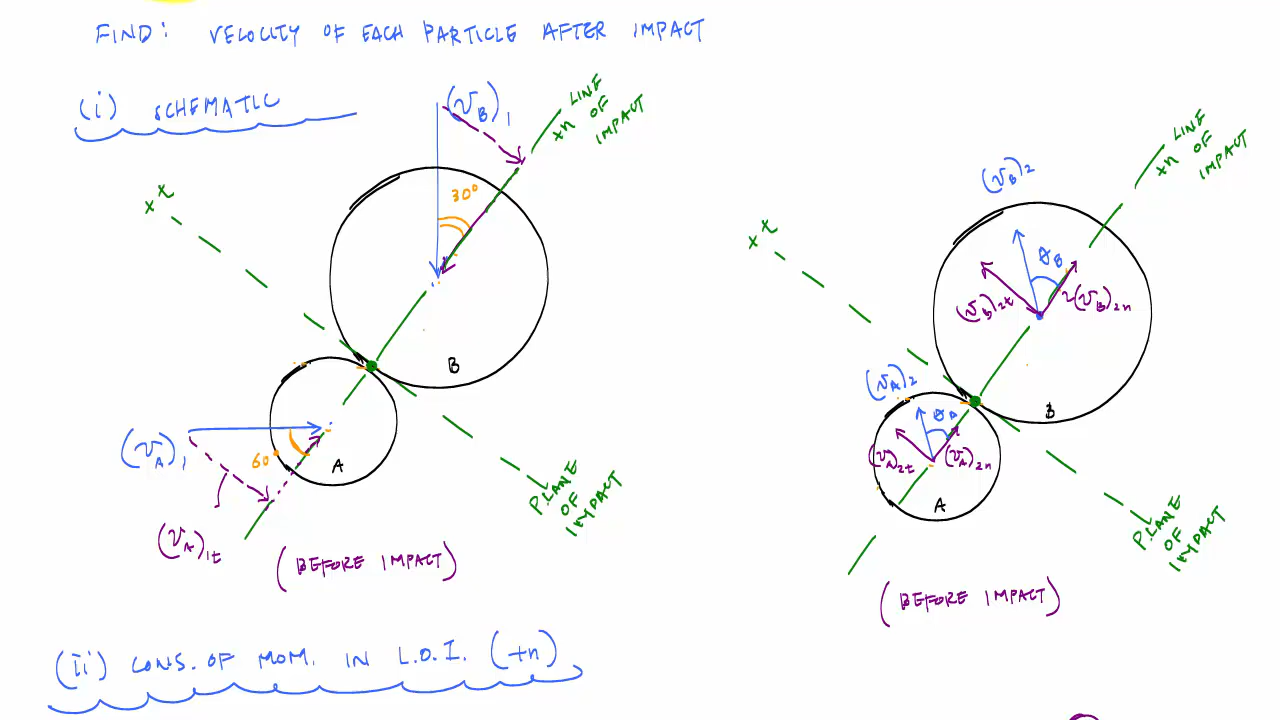 FIND: VELOCITY OF EACH PARTICLE AFTER IMPACT
(i) SCHEMATIC
(VB)1
LINE
+n OF
IMPACT
30°
+t
B
(VA)1
60
A
(VA)1t
PLANE
OF
IMPACT
(BEFORE IMPACT)
LINE
+n OF
IMPACT
(VB)2
+t
θB
(VB)2t
(VB)2n
(VA)2
B
θA
(VA)2t
(VA)2n
A
PLANE
OF
IMPACT
(BEFORE IMPACT)
(ii) CONS. OF MOM. IN L.O.I. (+n)